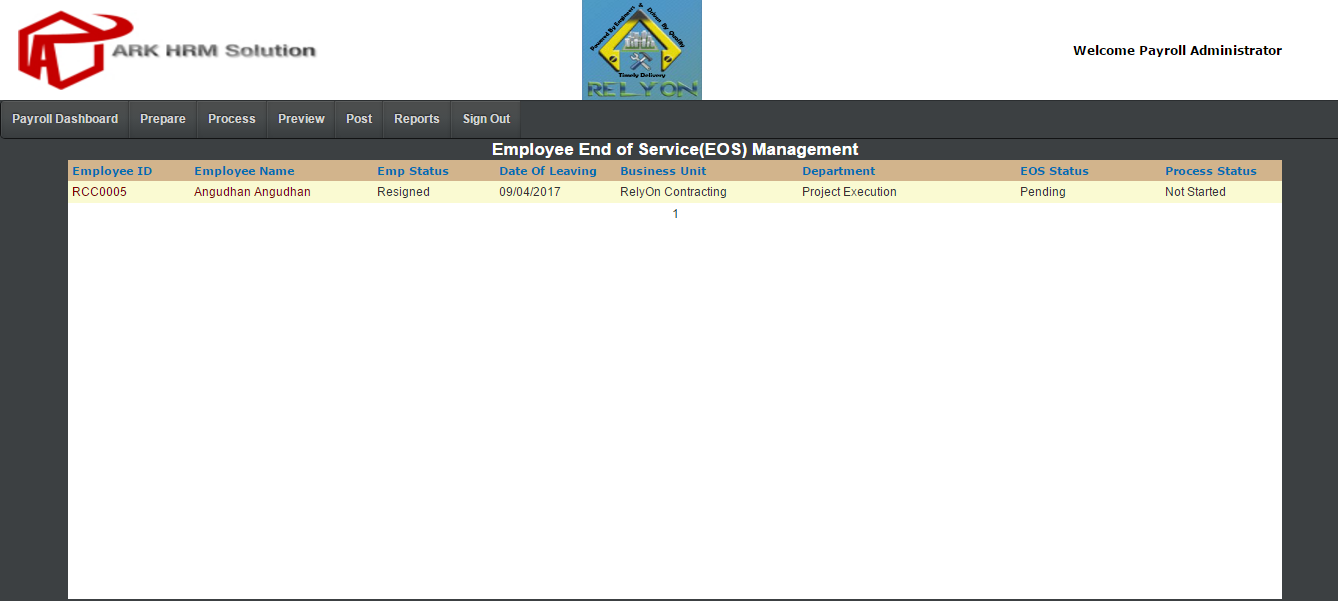 ARK HRM Solution
Powered By Engineers & Driven By Quality
Timely Delivery
RELYON
Welcome Payroll Administrator
Payroll Dashboard Prepare Process Preview Post Reports Sign Out
Employee End of Service(EOS) Management
Employee ID Employee Name Emp Status Date Of Leaving Business Unit Department EOS Status Process Status
RCC0005 Angudhan Angudhan Resigned 09/04/2017 RelyOn Contracting Project Execution Pending Not Started
1